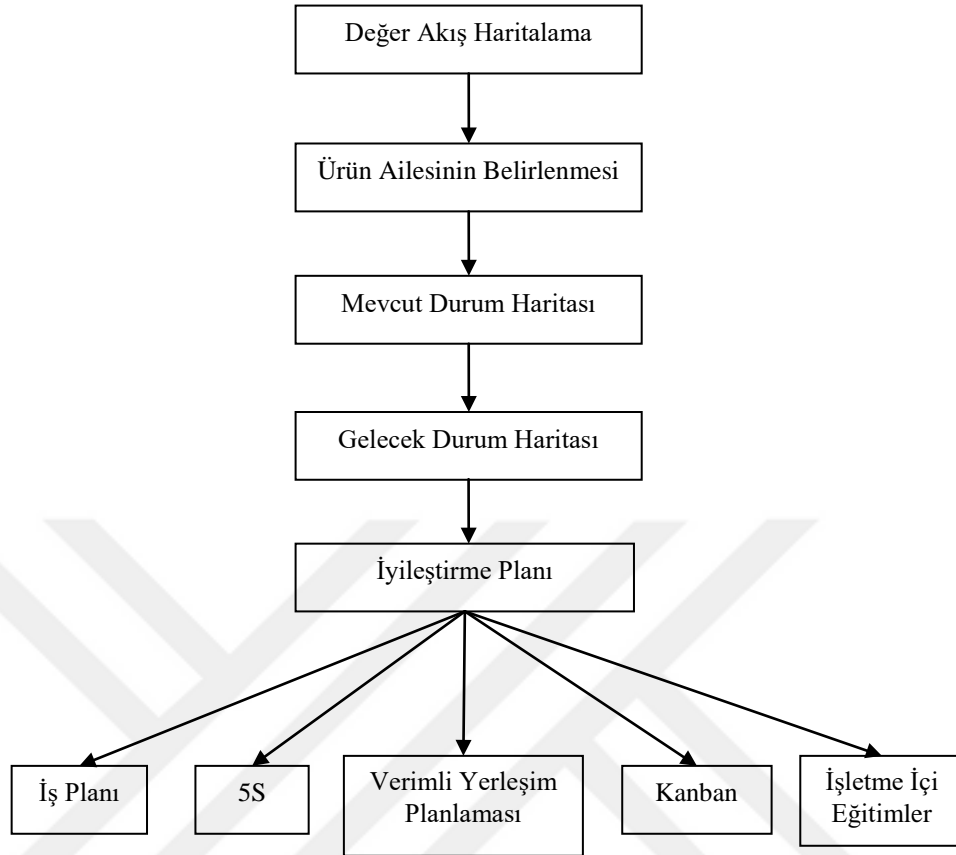 Değer Akış Haritalama
Ürün Ailesinin Belirlenmesi
Mevcut Durum Haritası
Gelecek Durum Haritası
İyileştirme Planı
İş Planı
5S
Verimli Yerleşim
Planlaması
Kanban
İşletme İçi
Eğitimler